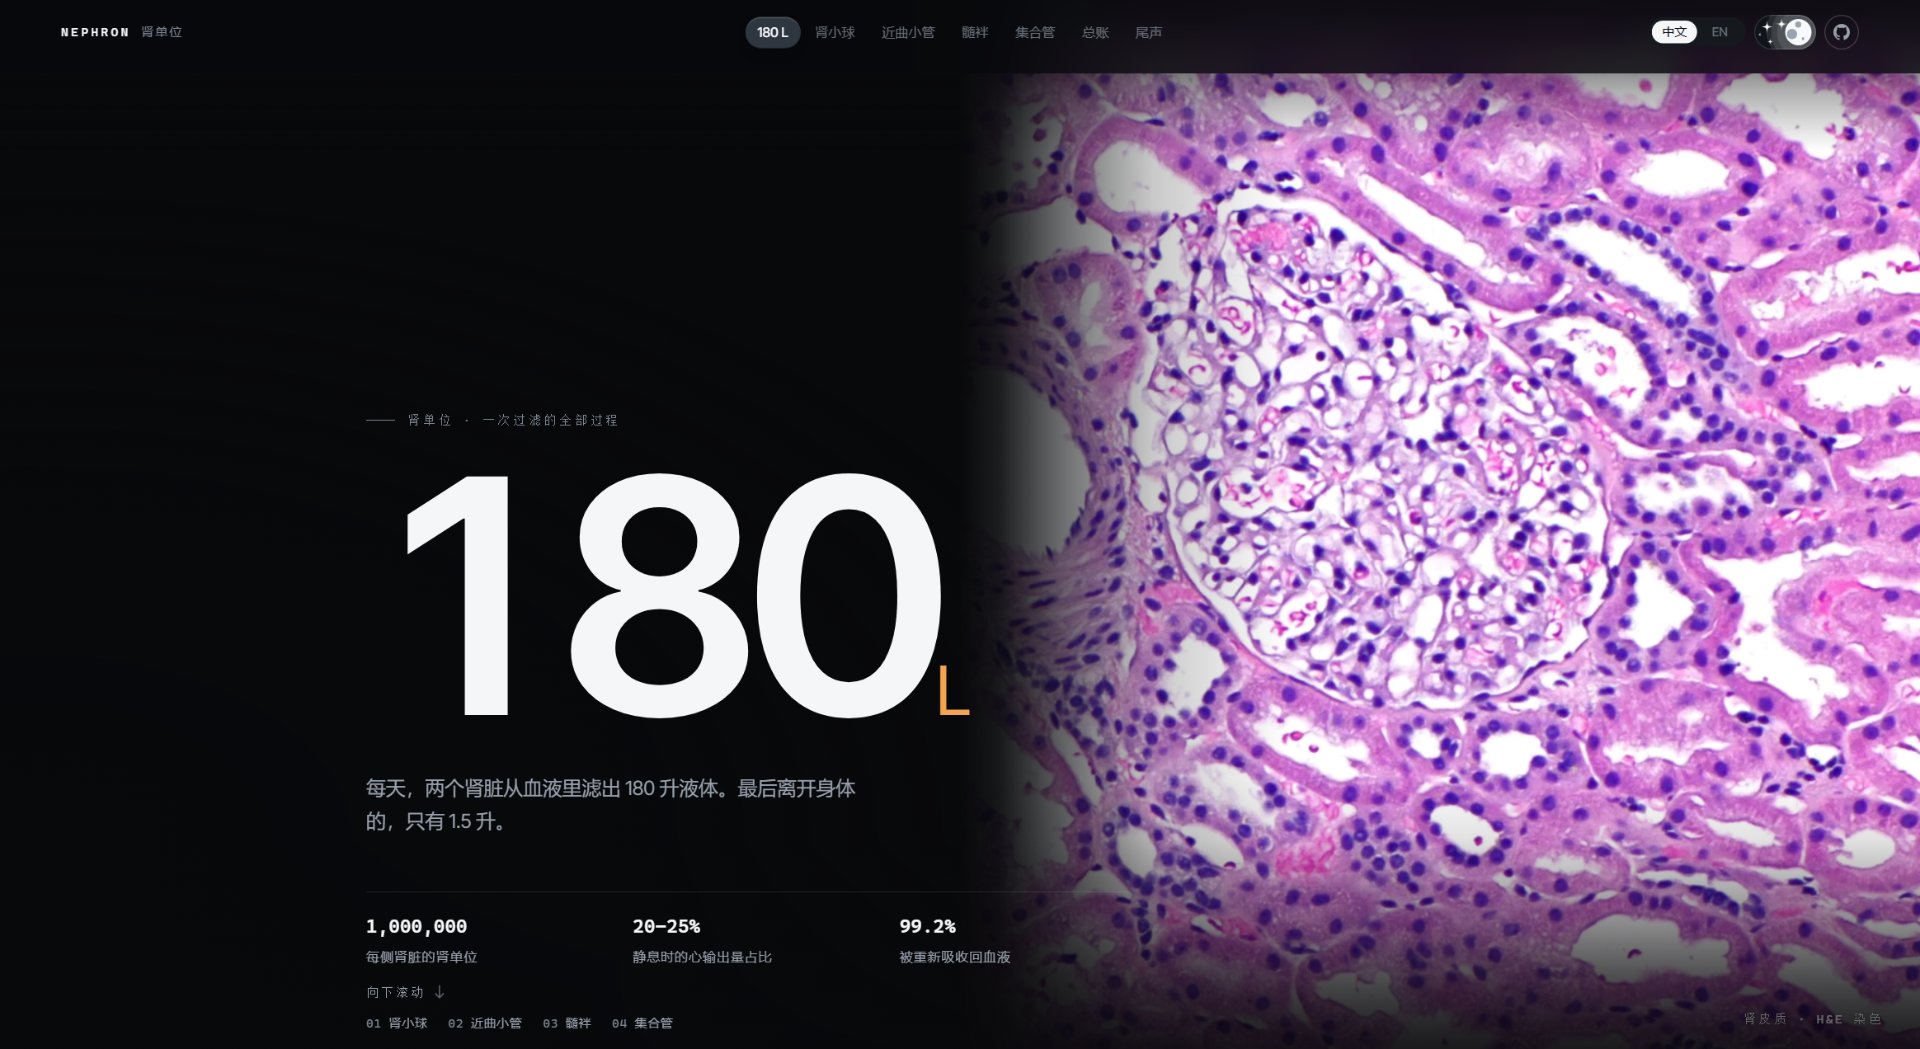 NEPHRON 肾单位
180 L 肾小球 近曲小管 髓袢 集合管 总账 尾声
中文 EN
肾单位 · 一次过滤的全部过程
180L
每天，两个肾脏从血液里滤出 180 升液体。最后离开身体
的，只有 1.5 升。
1,000,000 20–25% 99.2%
每侧肾脏的肾单位 静息时的心输出量占比 被重新吸收回血液
向下滚动 ↓
01 肾小球 02 近曲小管 03 髓袢 04 集合管
肾皮质 · H&E 染色